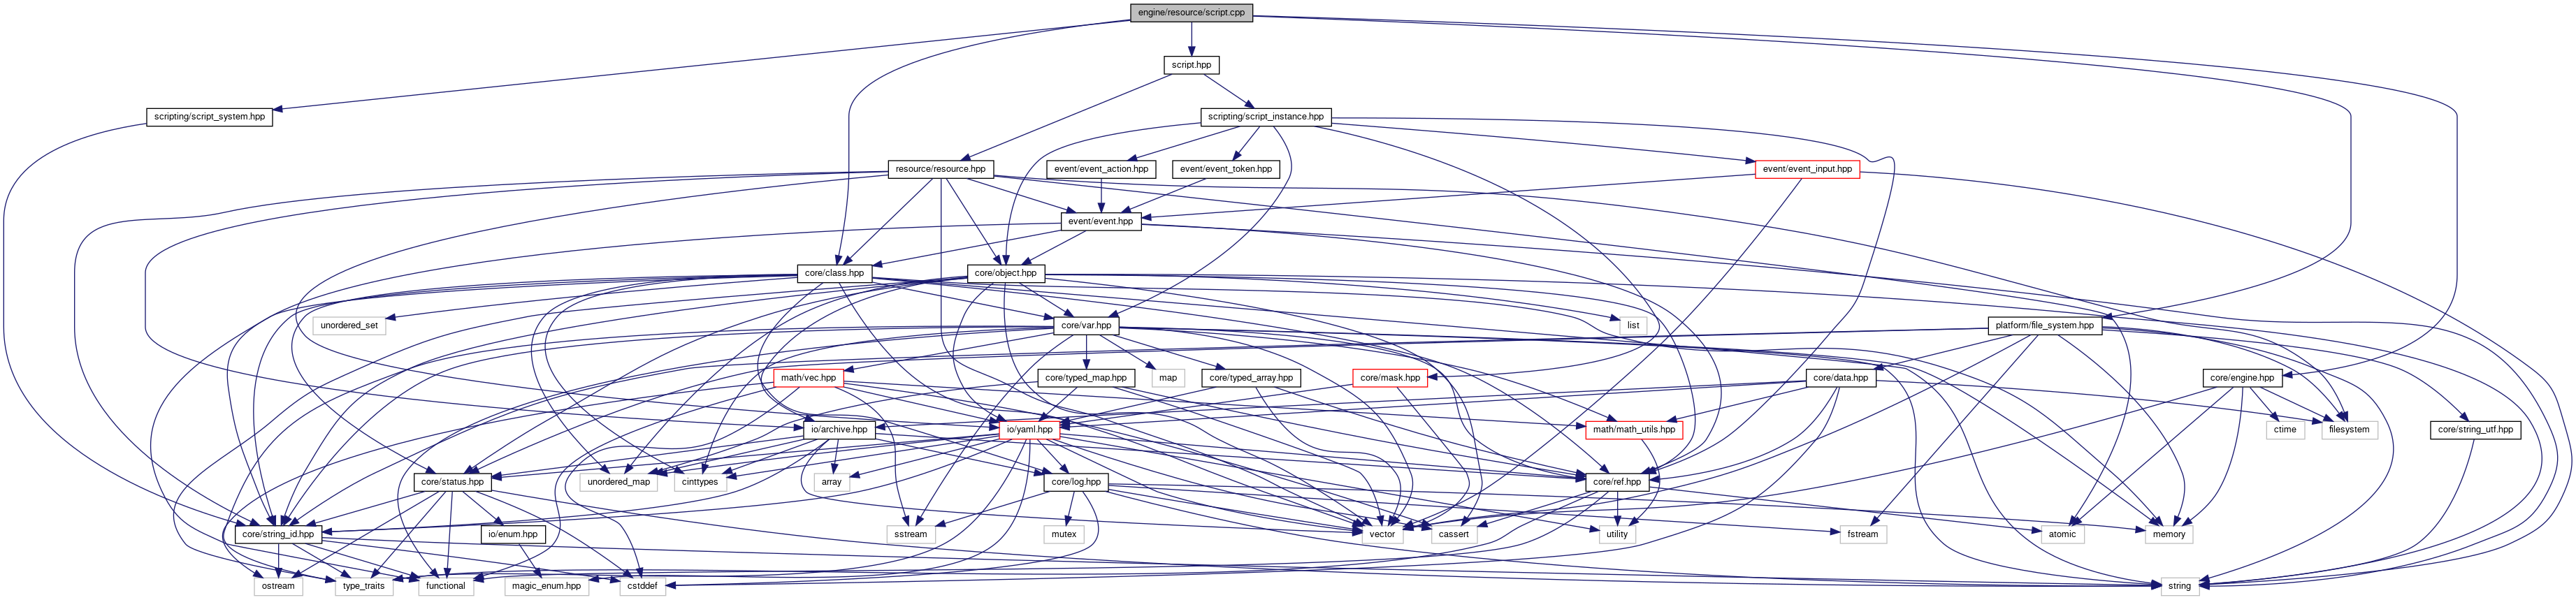 engine/resource/script.cpp
script.hpp
scripting/script_system.hpp
scripting/script_instance.hpp
resource/resource.hpp
event/event_action.hpp
event/event_token.hpp
event/event_input.hpp
event/event.hpp
core/class.hpp
core/object.hpp
unordered_set
core/var.hpp
list
platform/file_system.hpp
math/vec.hpp
core/typed_map.hpp
map
core/typed_array.hpp
core/mask.hpp
core/data.hpp
core/engine.hpp
io/archive.hpp
io/yaml.hpp
math/math_utils.hpp
ctime
filesystem
core/string_utf.hpp
core/status.hpp
unordered_map
cinttypes
array
core/log.hpp
core/ref.hpp
core/string_id.hpp
io/enum.hpp
sstream
mutex
vector
cassert
utility
fstream
atomic
memory
ostream
type_traits
functional
magic_enum.hpp
cstddef
string